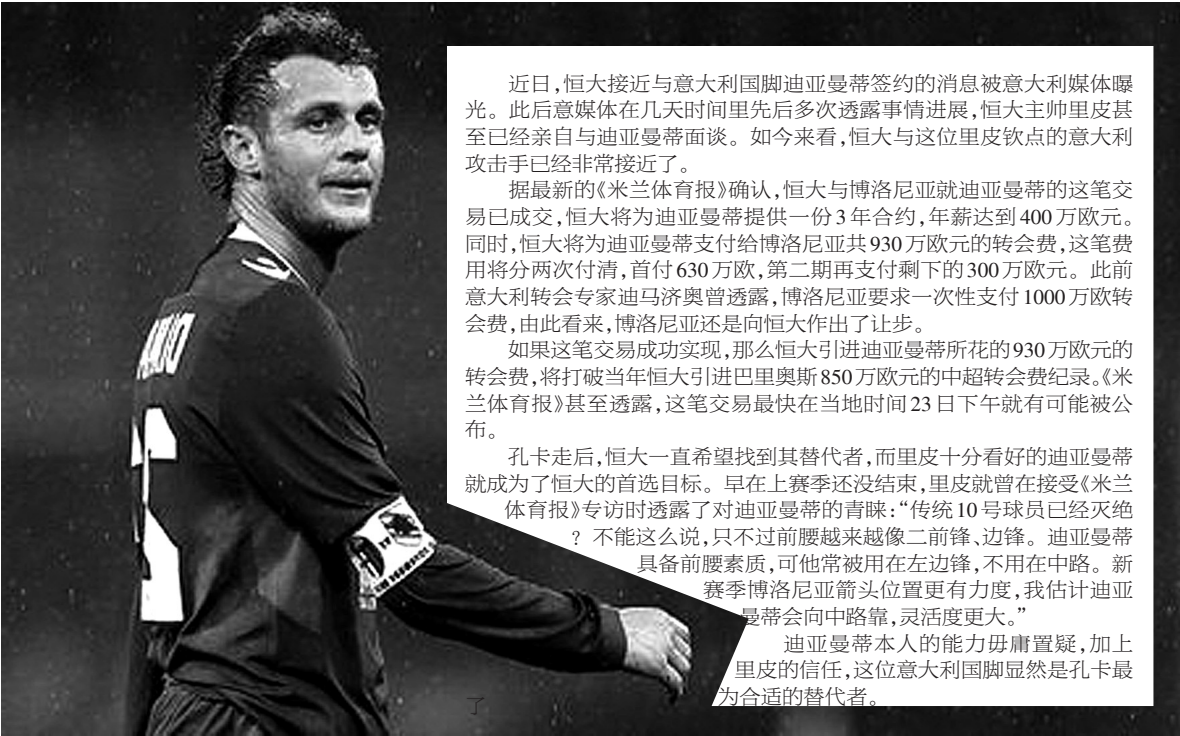 近日，恒大接近与意大利国脚迪亚曼蒂签约的消息被意大利媒体曝
光。此后意媒体在几天时间里先后多次透露事情进展，恒大主帅里皮甚
至已经亲自与迪亚曼蒂面谈。如今来看，恒大与这位里皮钦点的意大利
攻击手已经非常接近了。
据最新的《米兰体育报》确认，恒大与博洛尼亚就迪亚曼蒂的这笔交
易已成交，恒大将为迪亚曼蒂提供一份3年合约，年薪达到400万欧元。
同时，恒大将为迪亚曼蒂支付给博洛尼亚共930万欧元的转会费，这笔费
用将分两次付清，首付630万欧，第二期再支付剩下的300万欧元。此前
意大利转会专家迪马济奥曾透露，博洛尼亚要求一次性支付1000万欧转
会费，由此看来，博洛尼亚还是向恒大作出了让步。
如果这笔交易成功实现，那么恒大引进迪亚曼蒂所花的930万欧元的
转会费，将打破当年恒大引进巴里奥斯850万欧元的中超转会费纪录。《米
兰体育报》甚至透露，这笔交易最快在当地时间23日下午就有可能被公
布。
孔卡走后，恒大一直希望找到其替代者，而里皮十分看好的迪亚曼蒂
就成为了恒大的首选目标。早在上赛季还没结束，里皮就曾在接受《米兰
体育报》专访时透露了对迪亚曼蒂的青睐：“传统10号球员已经灭绝
？不能这么说，只不过前腰越来越像二前锋、边锋。迪亚曼蒂
具备前腰素质，可他常被用在左边锋，不用在中路。新
赛季博洛尼亚箭头位置更有力度，我估计迪亚
曼蒂会向中路靠，灵活度更大。”
迪亚曼蒂本人的能力毋庸置疑，加上
里皮的信任，这位意大利国脚显然是孔卡最
为合适的替代者。
了